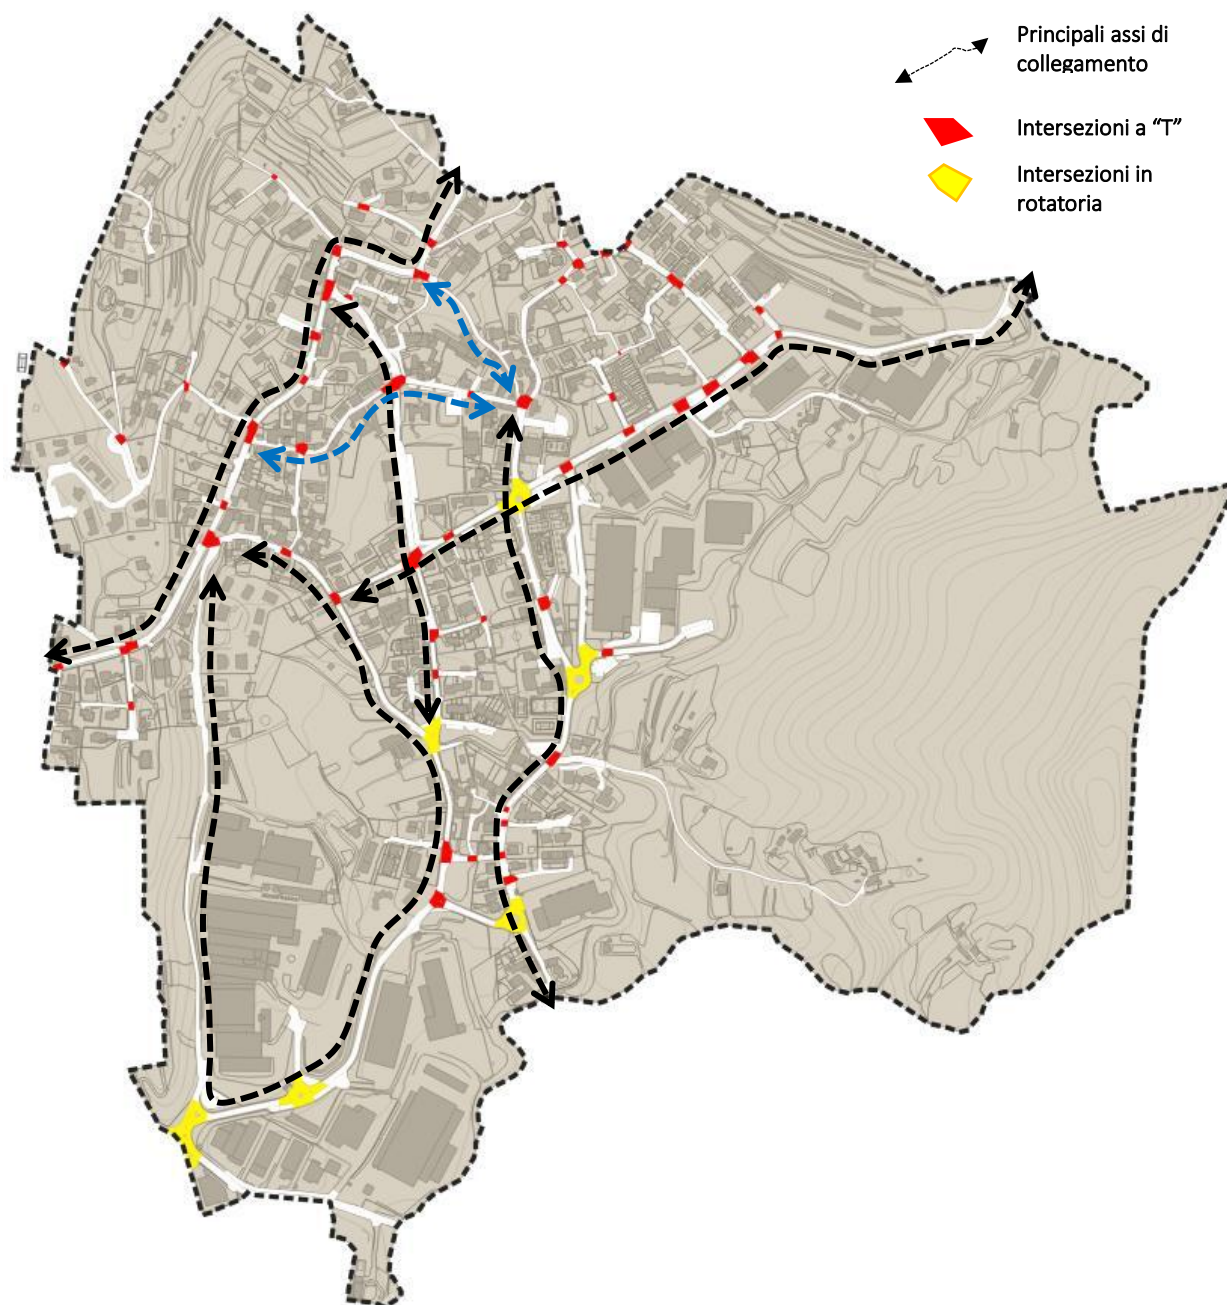 Principali assi di
collegamento
Intersezioni a “T”
Intersezioni in
rotatoria